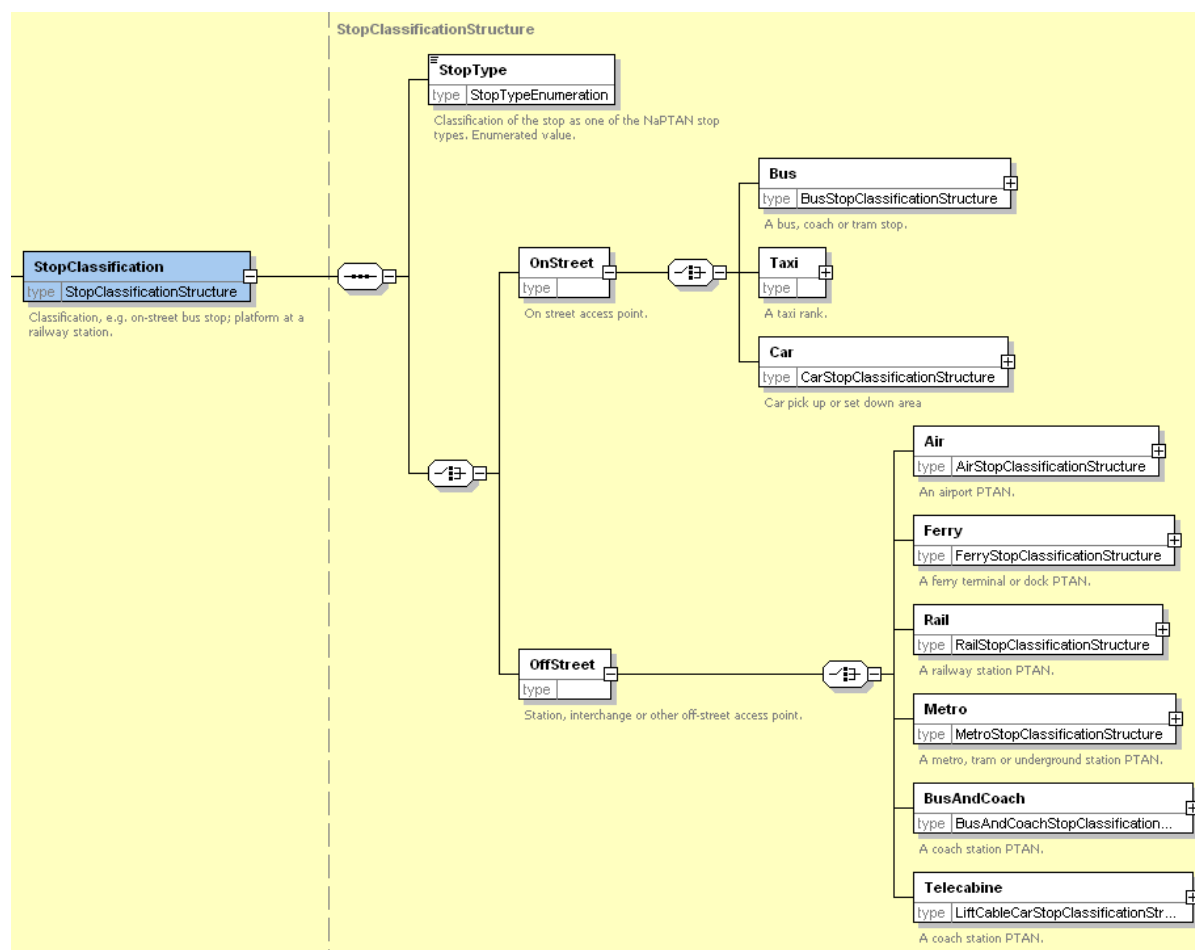 StopClassificationStructure
StopType
type StopTypeEnumeration
Classification of the stop as one of the NaPTAN stop
types. Enumerated value.
Bus
type BusStopClassificationStructure
A bus, coach or tram stop.
StopClassification
type StopClassificationStructure
Classification, e.g. on-street bus stop; platform at a
railway station.
OnStreet
type
On street access point.
Taxi
type
A taxi rank.
Car
type CarStopClassificationStructure
Car pick up or set down area
Air
type AirStopClassificationStructure
An airport PTAN.
Ferry
type FerryStopClassificationStructure
A ferry terminal or dock PTAN.
Rail
type RailStopClassificationStructure
A railway station PTAN.
OffStreet
type
Station, interchange or other off-street access point.
Metro
type MetroStopClassificationStructure
A metro, tram or underground station PTAN.
BusAndCoach
type BusAndCoachStopClassification...
A coach station PTAN.
Telecabine
type LiftCableCarStopClassificationStr...
A coach station PTAN.